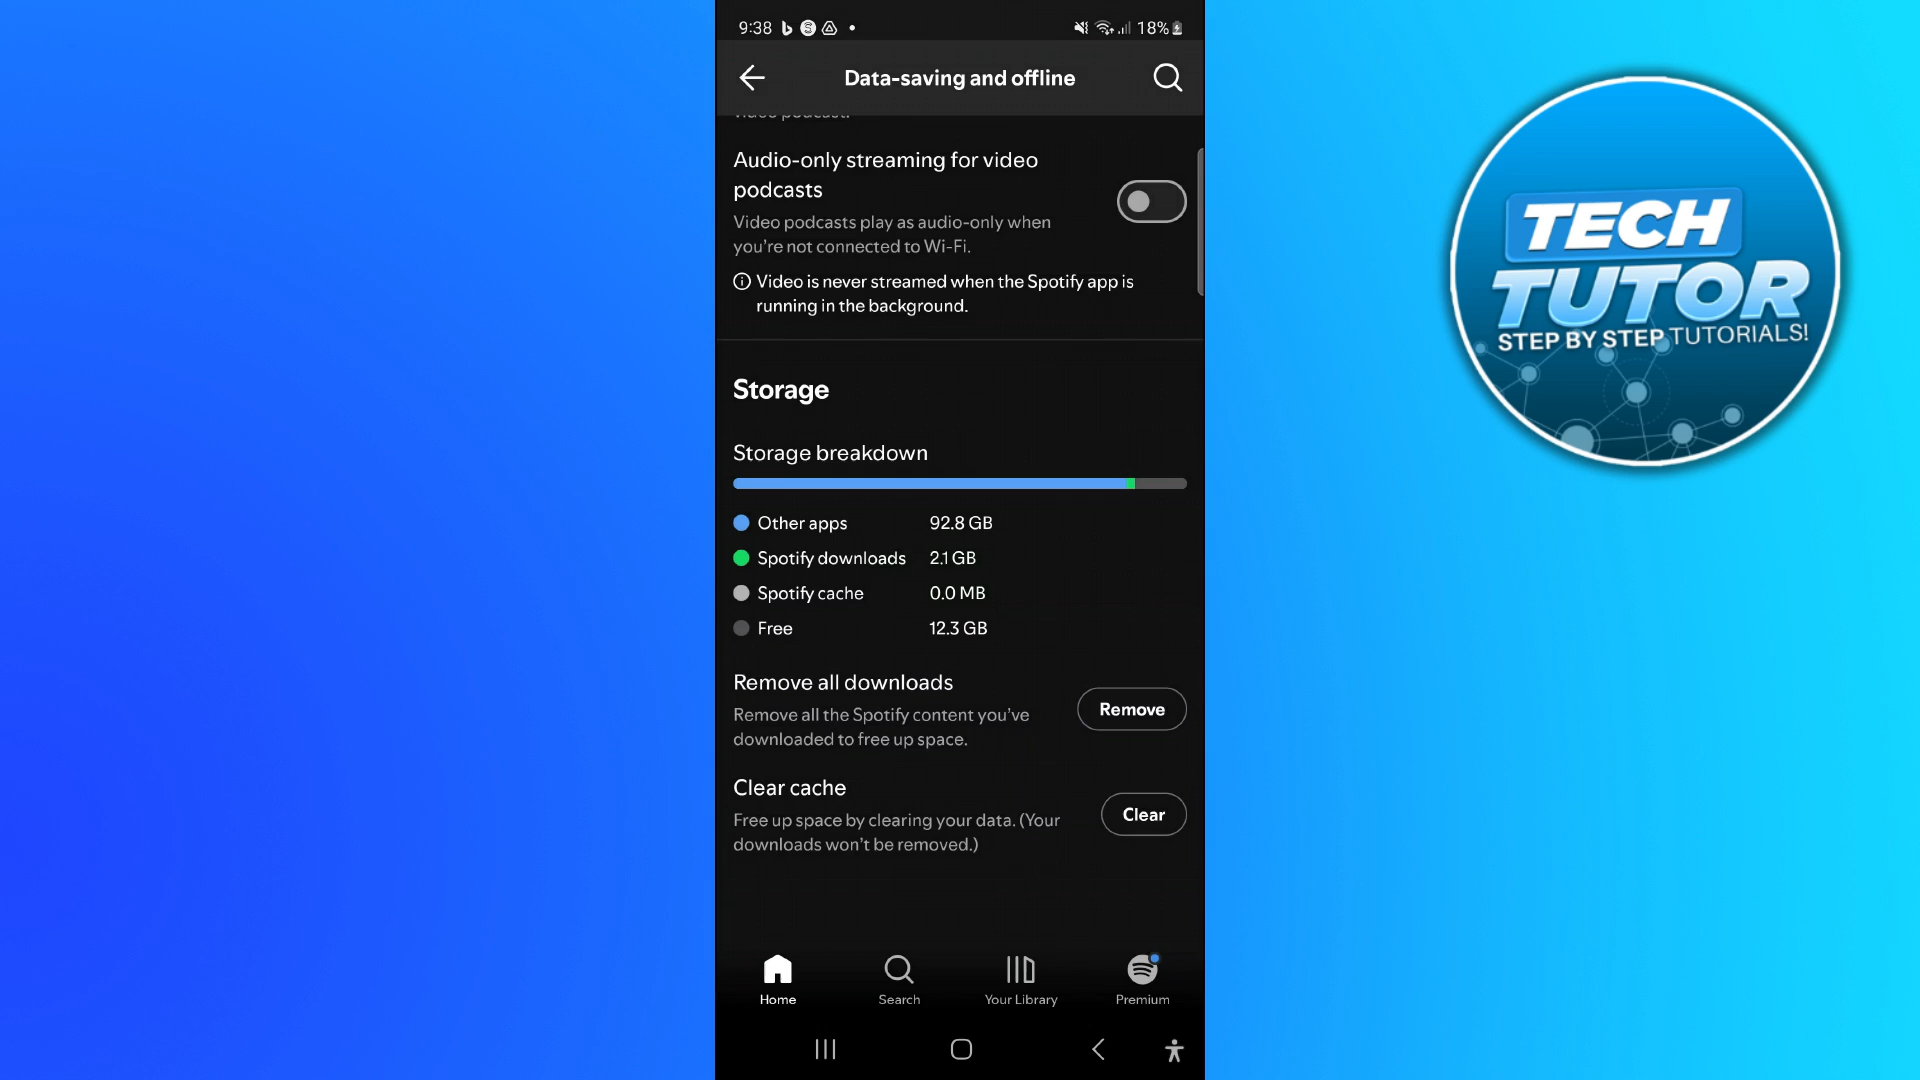 9:38
18%
Data-saving and offline
video podcast.
Audio-only streaming for video
podcasts
Video podcasts play as audio-only when
you're not connected to Wi-Fi.
Video is never streamed when the Spotify app is
running in the background.
Storage
Storage breakdown
Other apps 92.8 GB
Spotify downloads 2.1 GB
Spotify cache 0.0 MB
Free 12.3 GB
Remove all downloads
Remove all the Spotify content you've
downloaded to free up space.
Remove
Clear cache
Free up space by clearing your data. (Your
downloads won't be removed.)
Clear
Home
Search
Your Library
Premium
TECH
TUTOR
STEP BY STEP TUTORIALS!